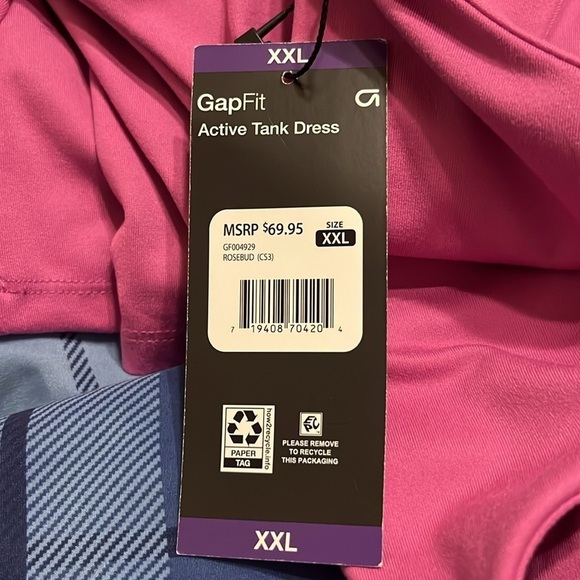 XXL
GapFit
G
Active Tank Dress
MSRP $69.95
SIZE
XXL
GF004929
ROSEBUD (CS3)
7 19408 70420 4
how2recycle.info
PAPER
TAG
PLEASE REMOVE
TO RECYCLE
THIS PACKAGING
XXL